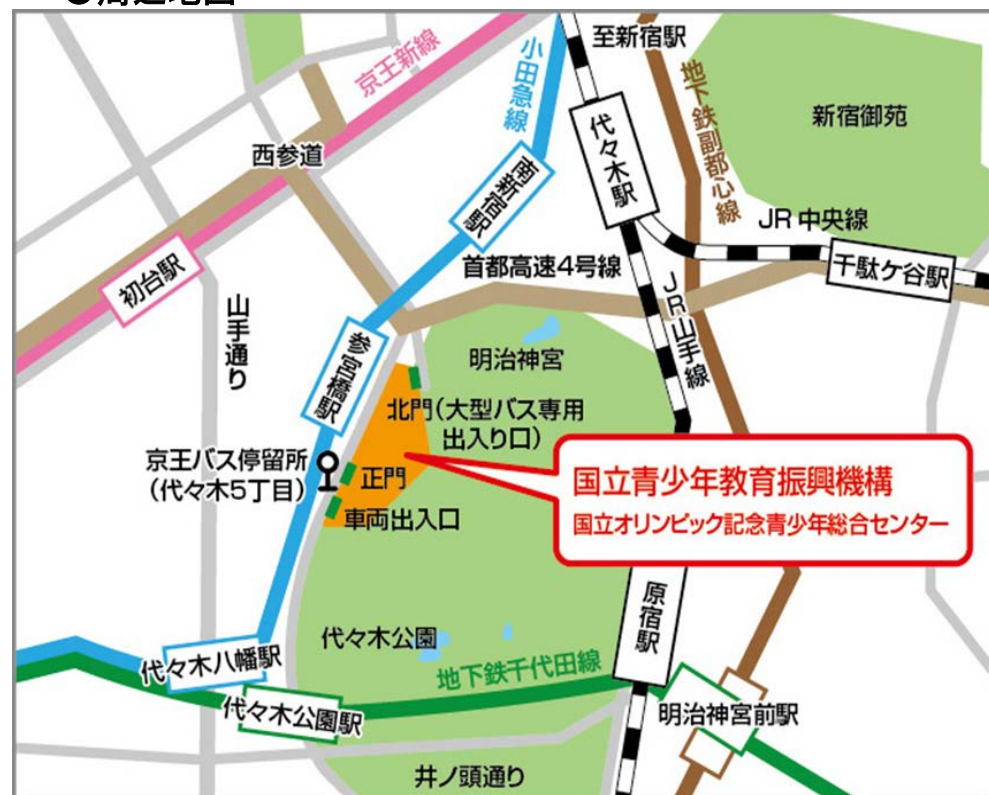 周辺地図
至新宿駅
京王新線
小田急線
地下鉄副都心線
新宿御苑
代々木駅
西参道
南新宿駅
JR中央線
首都高速4号線
千駄ケ谷駅
初台駅
山手通り
JR山手線
参宮橋駅
明治神宮
北門(大型バス専用
出入り口)
京王バス停留所
(代々木5丁目)
正門
車両出入口
国立青少年教育振興機構
国立オリンピック記念青少年総合センター
原宿駅
代々木公園
代々木八幡駅
地下鉄千代田線
代々木公園駅
明治神宮前駅
井ノ頭通り